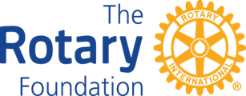 The
Rotary
Foundation
ROTARY
INTERNATIONAL
®